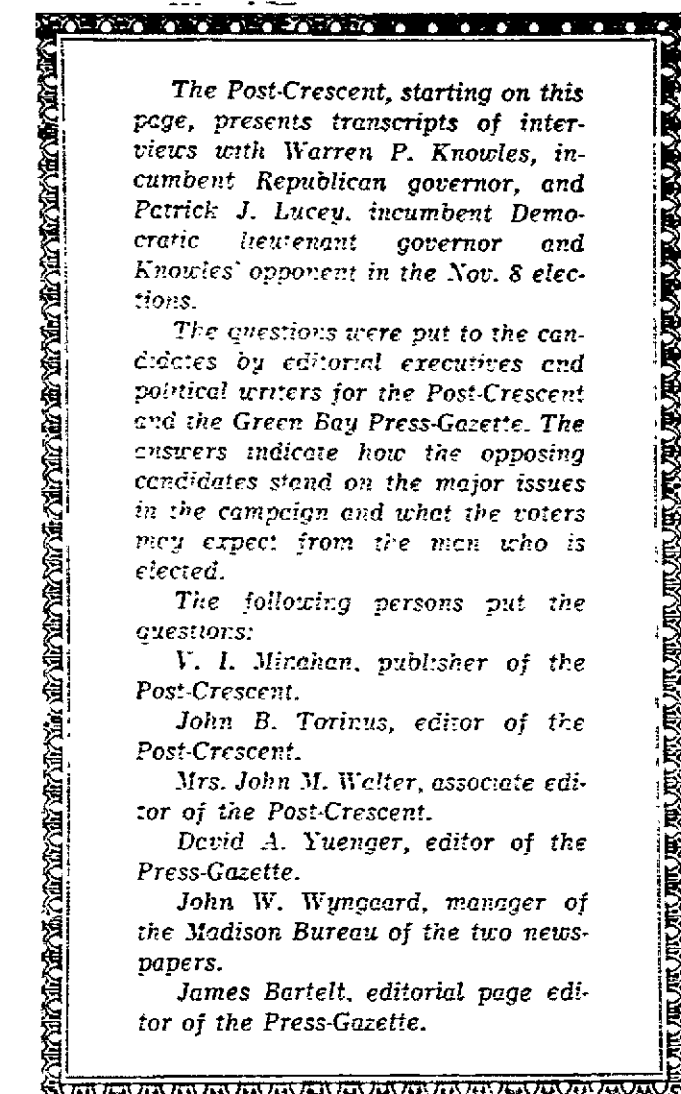 The Post-Crescent, starting on this
page, presents transcripts of inter-
views with Warren P. Knowles, in-
cumbent Republican governor, and
Patrick J. Lucey, incumbent Demo-
cratic lieutenant governor and
Knowles' opponent in the Nov. 8 elec-
tions.
The questions were put to the can-
didates by editorial executives and
political writers for the Post-Crescent
and the Green Bay Press-Gazette. The
answers indicate how the opposing
candidates stand on the major issues
in the campaign and what the voters
may expect from the man who is
elected.
The following persons put the
questions:
V. I. Minahan, publisher of the
Post-Crescent.
John B. Torinus, editor of the
Post-Crescent.
Mrs. John M. Walter, associate edi-
tor of the Post-Crescent.
David A. Yuenger, editor of the
Press-Gazette.
John W. Wyngaard, manager of
the Madison Bureau of the two news-
papers.
James Bartelt, editorial page edi-
tor of the Press-Gazette.